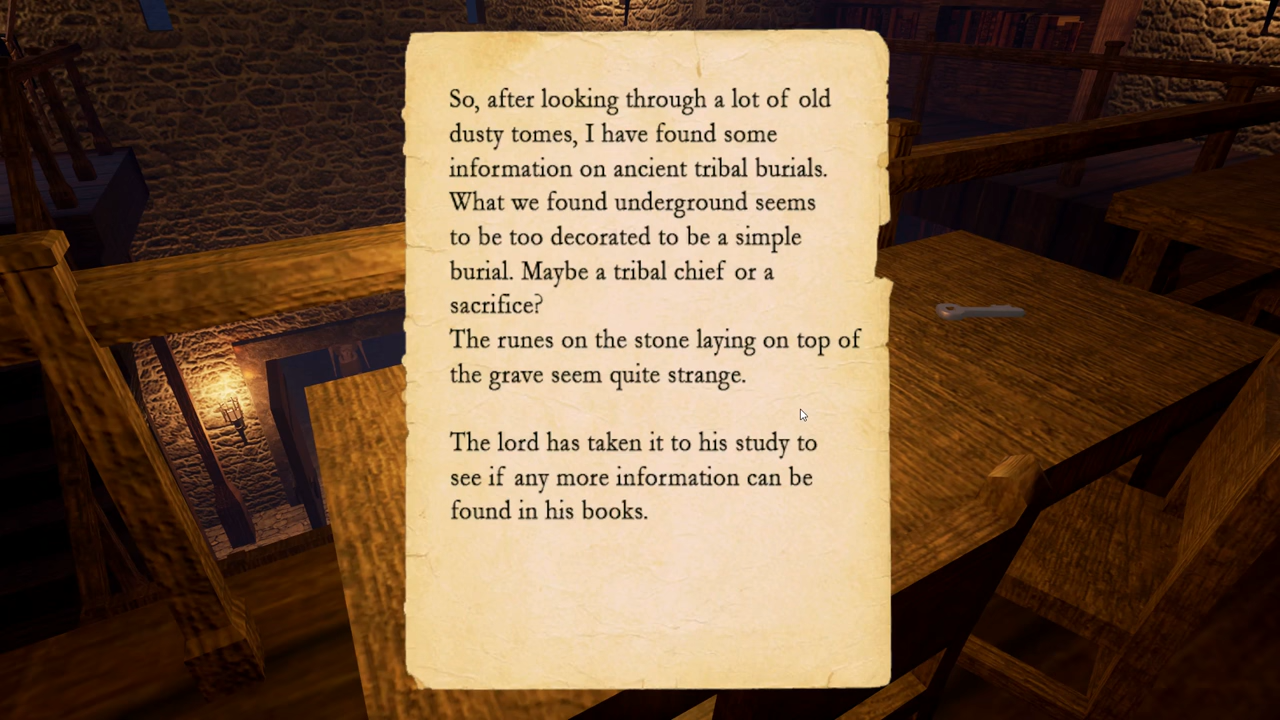 So, after looking through a lot of old
dusty tomes, I have found some
information on ancient tribal burials.
What we found underground seems
to be too decorated to be a simple
burial. Maybe a tribal chief or a
sacrifice?
The runes on the stone laying on top of
the grave seem quite strange.
The lord has taken it to his study to
see if any more information can be
found in his books.